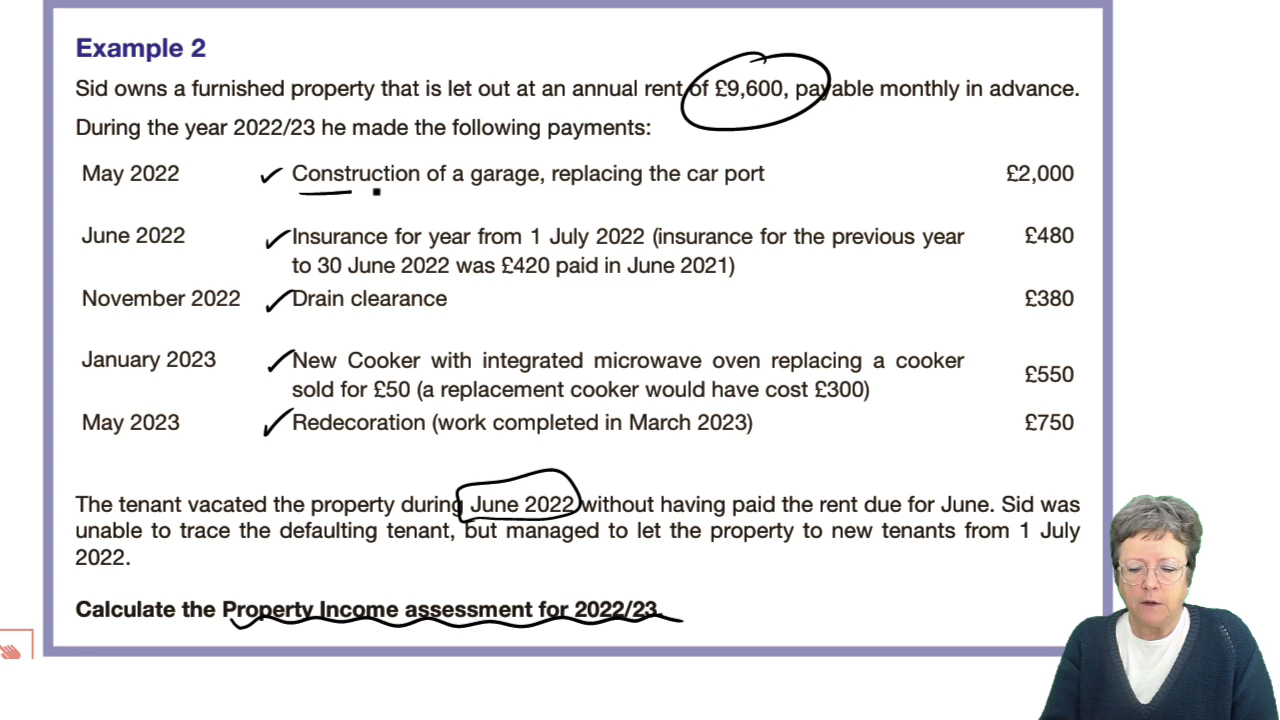 Example 2
Sid owns a furnished property that is let out at an annual rent of £9,600, payable monthly in advance.
During the year 2022/23 he made the following payments:
May 2022 Construction of a garage, replacing the car port £2,000
June 2022 Insurance for year from 1 July 2022 (insurance for the previous year £480
to 30 June 2022 was £420 paid in June 2021)
November 2022 Drain clearance £380
January 2023 New Cooker with integrated microwave oven replacing a cooker £550
sold for £50 (a replacement cooker would have cost £300)
May 2023 Redecoration (work completed in March 2023) £750
The tenant vacated the property during June 2022 without having paid the rent due for June. Sid was
unable to trace the defaulting tenant, but managed to let the property to new tenants from 1 July
2022.
Calculate the Property Income assessment for 2022/23.